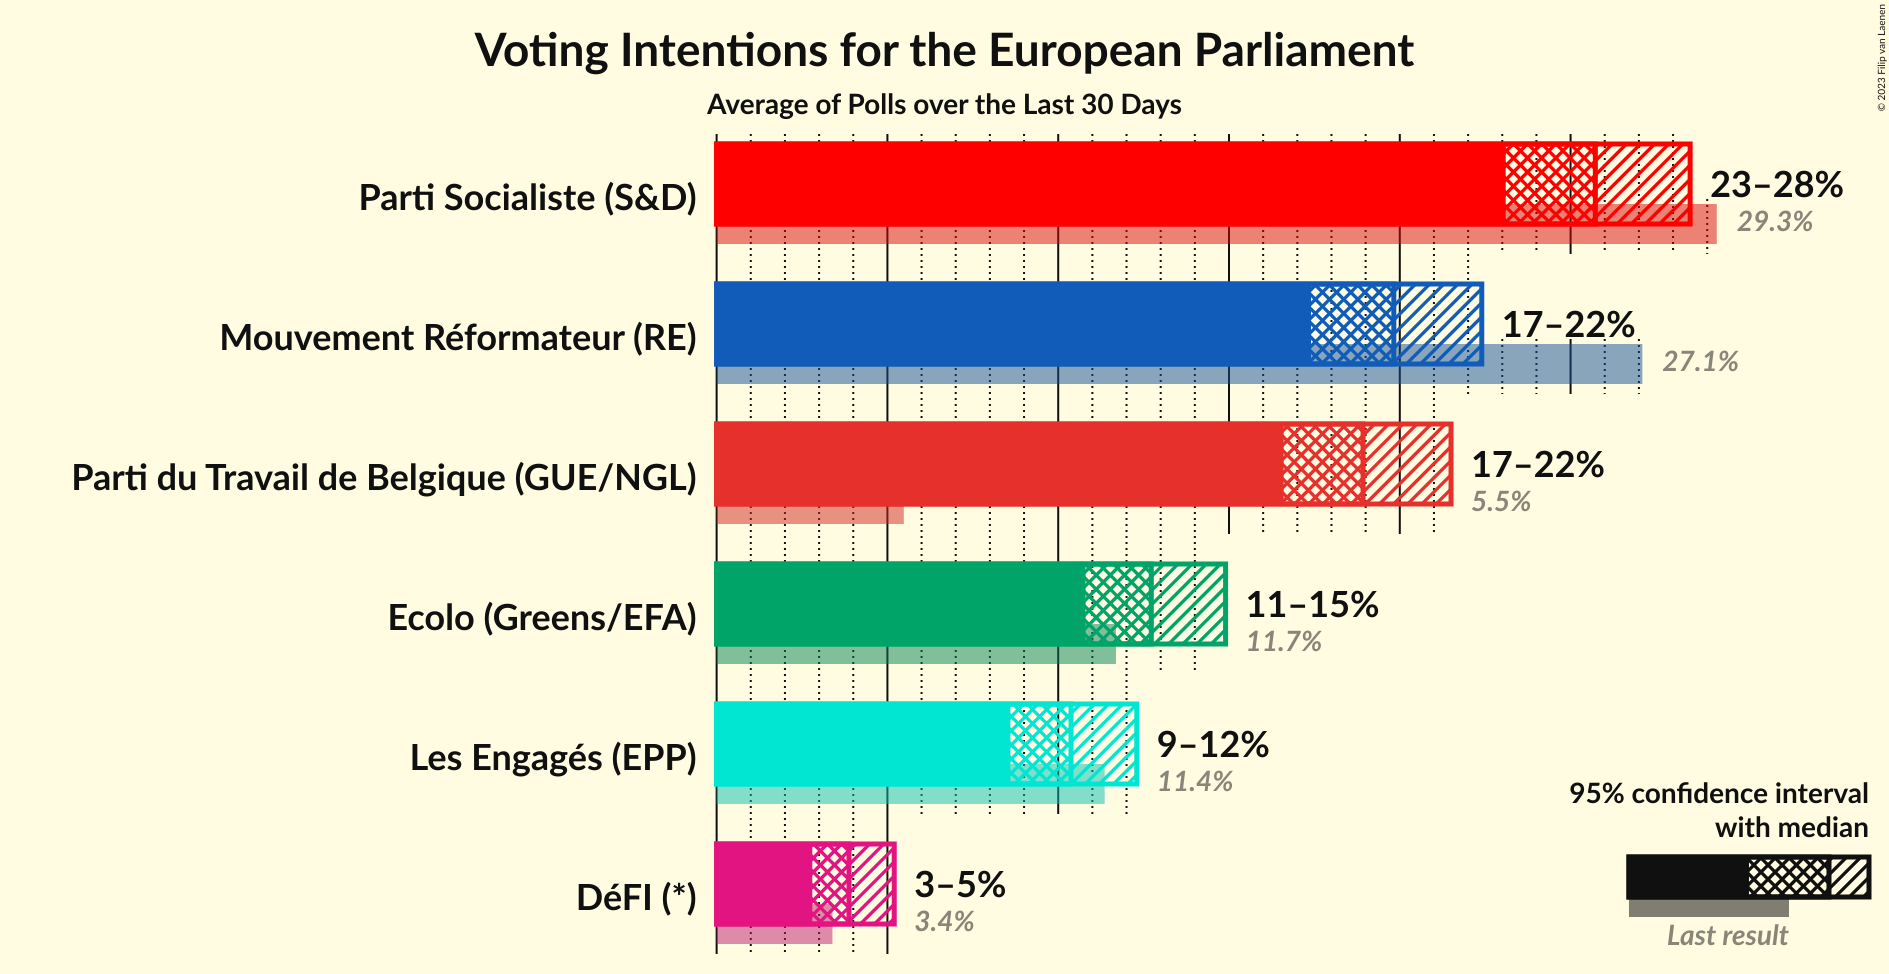 Voting Intentions for the European Parliament
Average of Polls over the Last 30 Days
© 2023 Filip van Laenen
Parti Socialiste (S&D)
23–28%
29.3%
Mouvement Réformateur (RE)
17–22%
27.1%
Parti du Travail de Belgique (GUE/NGL)
17–22%
5.5%
Ecolo (Greens/EFA)
11–15%
11.7%
Les Engagés (EPP)
9–12%
11.4%
DéFI (*)
3–5%
3.4%
95% confidence interval
with median
Last result